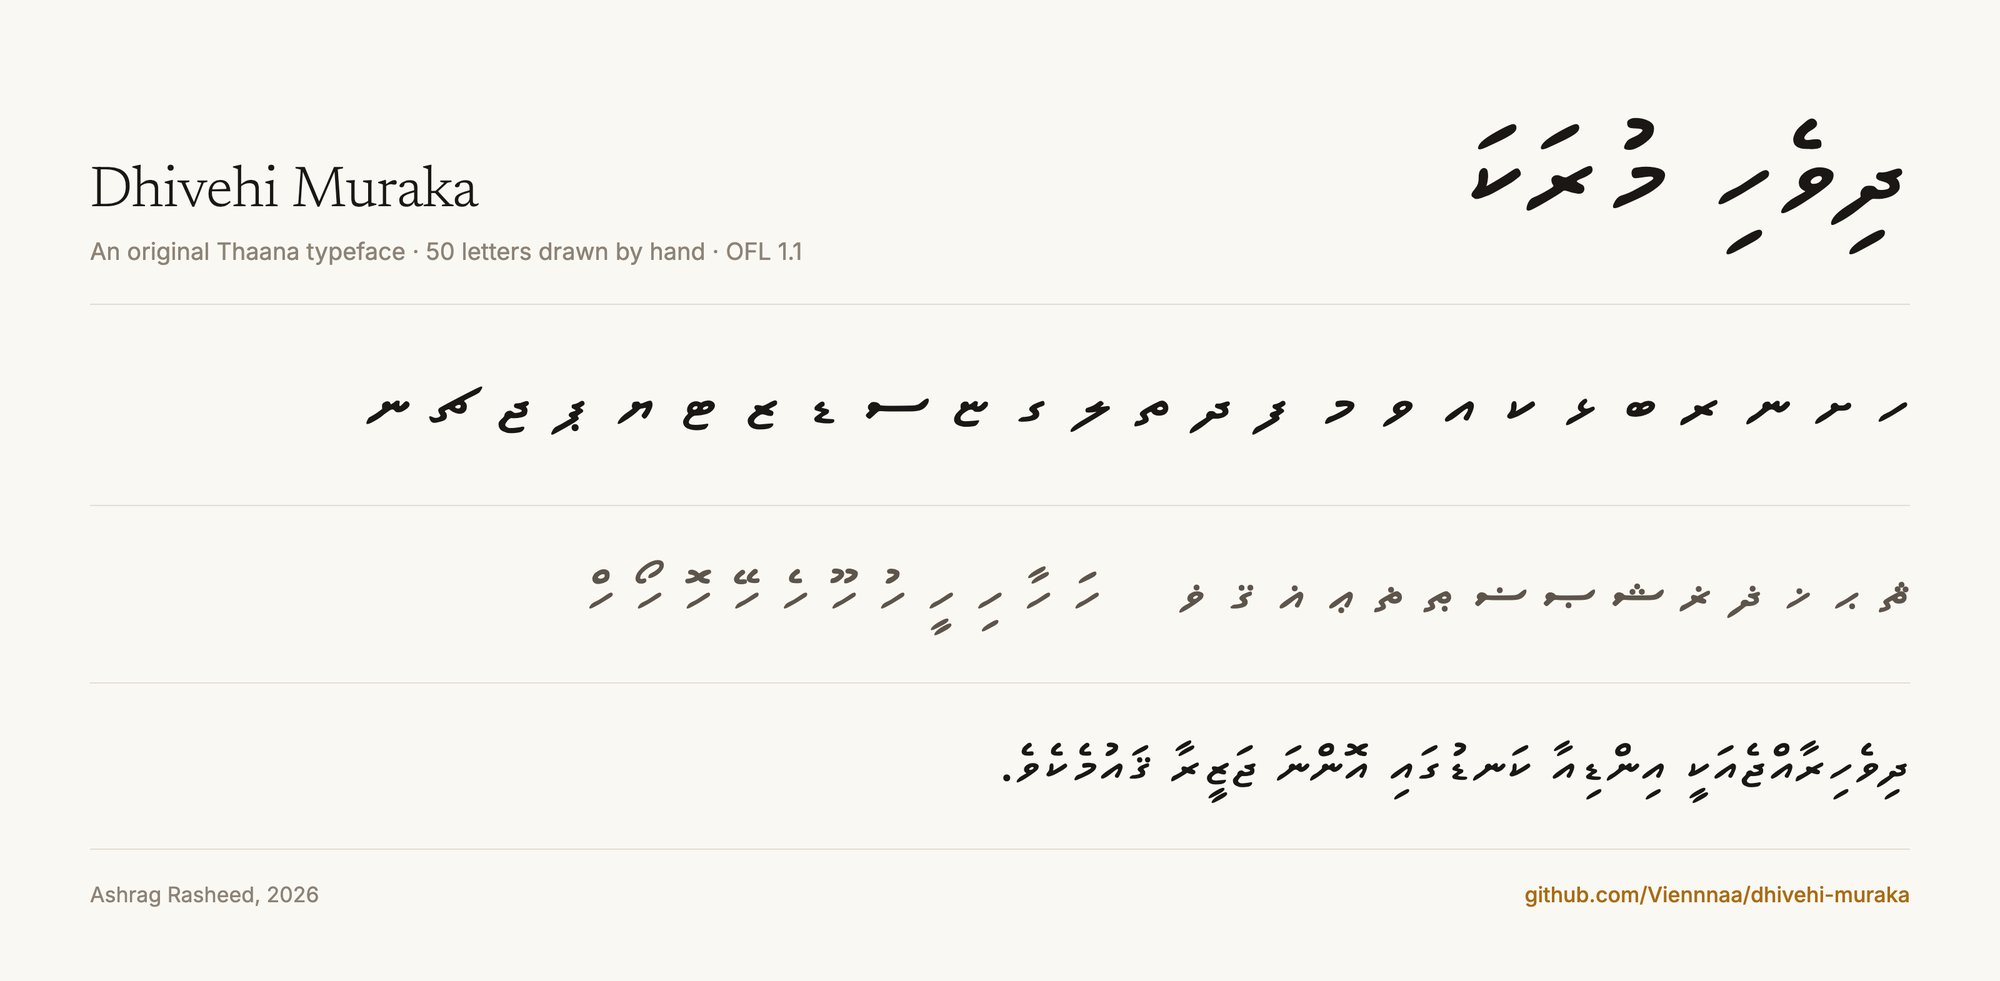 Dhivehi Muraka
ދިވެހި މުރަކަ
An original Thaana typeface · 50 letters drawn by hand · OFL 1.1
ހ ށ ނ ރ ބ ޅ ކ އ ވ މ ފ ދ ތ ލ ގ ޏ ސ ޑ ޒ ޓ ޔ ޕ ޖ ޗ ޱ
ޘ ޙ ޚ ޛ ޜ ޝ ޞ ޟ ޠ ޡ ޢ ޣ ޤ ޥ ހަ ހާ ހި ހީ ހު ހޫ ހެ ހޭ ހޮ ހޯ ހް
ދިވެހިރާއްޖެއަކީ އިންޑިއާ ކަނޑުގައި އޮންނަ ޖަޒީރާ ޤައުމެކެވެ.
Ashrag Rasheed, 2026
github.com/Viennnaa/dhivehi-muraka